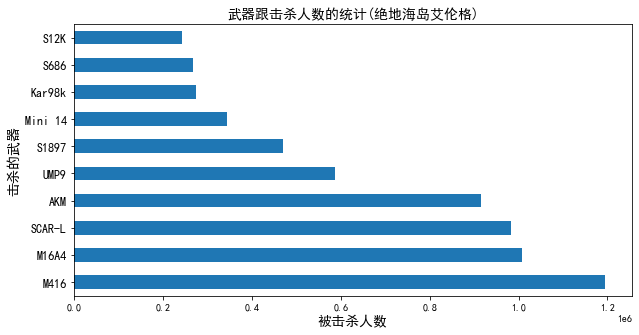 武器跟击杀人数的统计(绝地海岛艾伦格)
击杀的武器
S12K
S686
Kar98k
Mini 14
S1897
UMP9
AKM
SCAR-L
M16A4
M416
0.0 0.2 0.4 0.6 0.8 1.0 1.2
1e6
被击杀人数